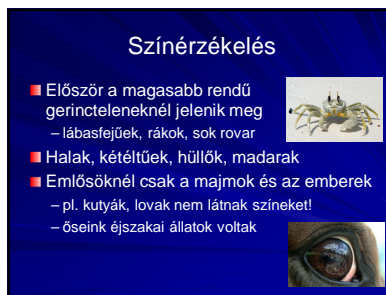 Színérzékelés
Először a magasabb rendű
gerincteleneknél jelenik meg
– lábasfejűek, rákok, sok rovar
Halak, kétéltűek, hüllők, madarak
Emlősöknél csak a majmok és az emberek
– pl. kutyák, lovak nem látnak színeket!
– őseink éjszakai állatok voltak